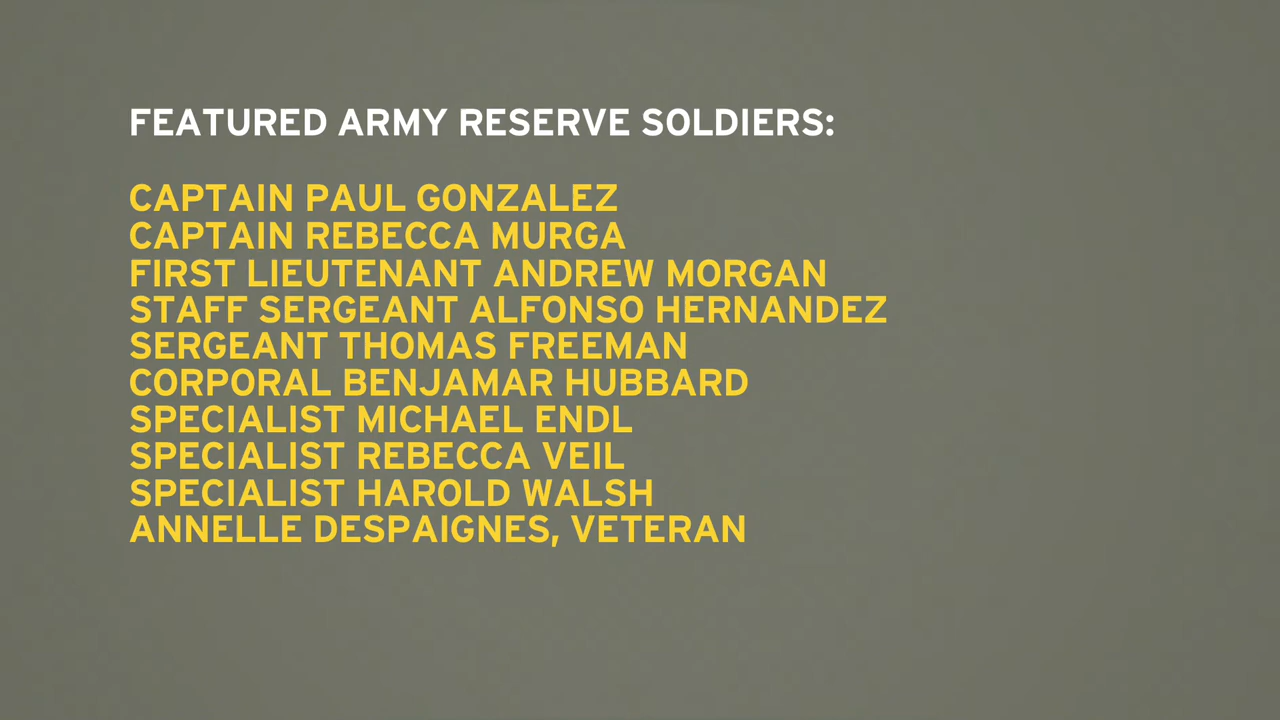 FEATURED ARMY RESERVE SOLDIERS:
CAPTAIN PAUL GONZALEZ
CAPTAIN REBECCA MURGA
FIRST LIEUTENANT ANDREW MORGAN
STAFF SERGEANT ALFONSO HERNANDEZ
SERGEANT THOMAS FREEMAN
CORPORAL BENJAMAR HUBBARD
SPECIALIST MICHAEL ENDL
SPECIALIST REBECCA VEIL
SPECIALIST HAROLD WALSH
ANNELLE DESPAIGNES, VETERAN